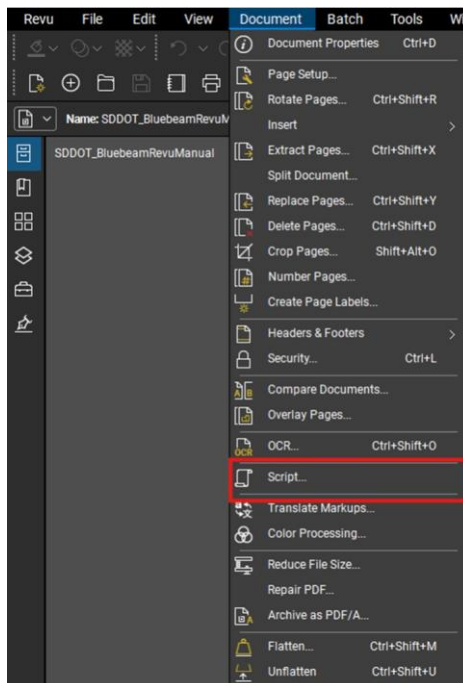 Revu File Edit View Document Batch Tools
Document Properties Ctrl+D
Page Setup...
Name: SDDOT_BluebeamRevuM
Rotate Pages... Ctrl+Shift+R
Insert
SDDOT_BluebeamRevuManual
Extract Pages... Ctrl+Shift+X
Split Document...
Replace Pages... Ctrl+Shift+Y
Delete Pages... Ctrl+Shift+D
Crop Pages... Shift+Alt+O
Number Pages...
Create Page Labels...
Headers & Footers
Security... Ctrl+L
Compare Documents...
Overlay Pages...
OCR... Ctrl+Shift+O
Script...
Translate Markups...
Color Processing...
Reduce File Size...
Repair PDF...
Archive as PDF/A...
Flatten... Ctrl+Shift+M
Unflatten Ctrl+Shift+U